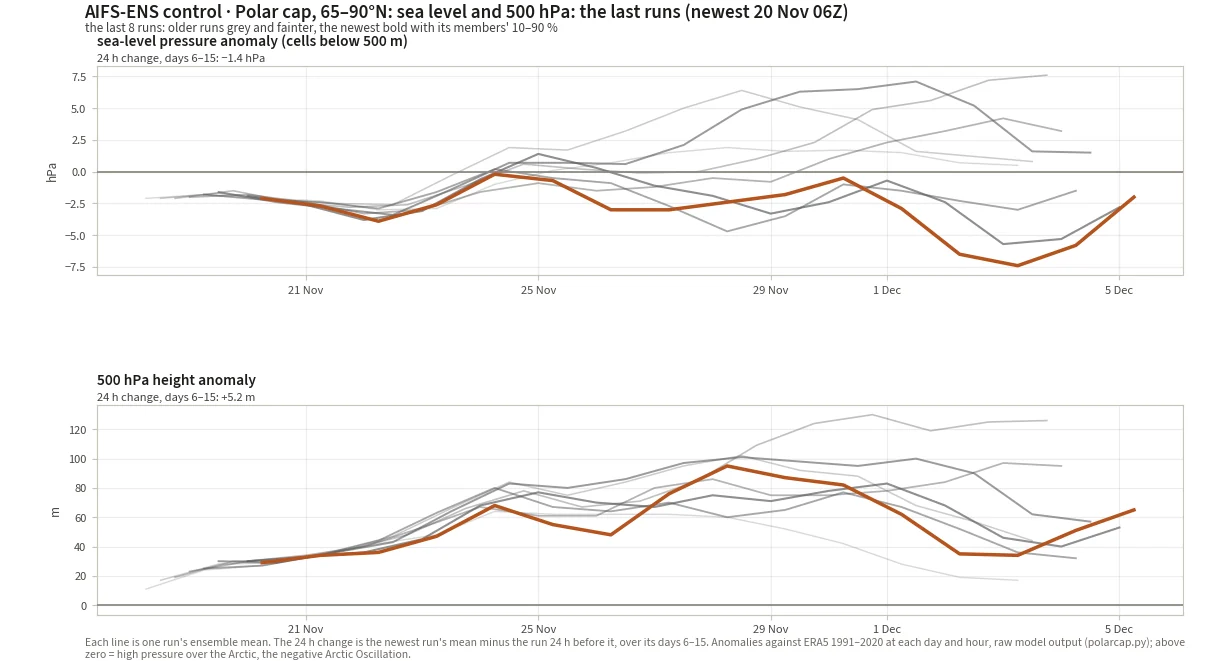 AIFS-ENS control · Polar cap, 65–90°N: sea level and 500 hPa: the last runs (newest 20 Nov 06Z)
the last 8 runs: older runs grey and fainter, the newest bold with its members' 10–90 %
sea-level pressure anomaly (cells below 500 m)
24 h change, days 6–15: −1.4 hPa
7.5
5.0
2.5
0.0
−2.5
−5.0
−7.5
hPa
21 Nov 25 Nov 29 Nov 1 Dec 5 Dec
500 hPa height anomaly
24 h change, days 6–15: +5.2 m
120
100
80
60
40
20
0
m
21 Nov 25 Nov 29 Nov 1 Dec 5 Dec
Each line is one run's ensemble mean. The 24 h change is the newest run's mean minus the run 24 h before it, over its days 6–15. Anomalies against ERA5 1991–2020 at each day and hour, raw model output (polarcap.py); above
zero = high pressure over the Arctic, the negative Arctic Oscillation.